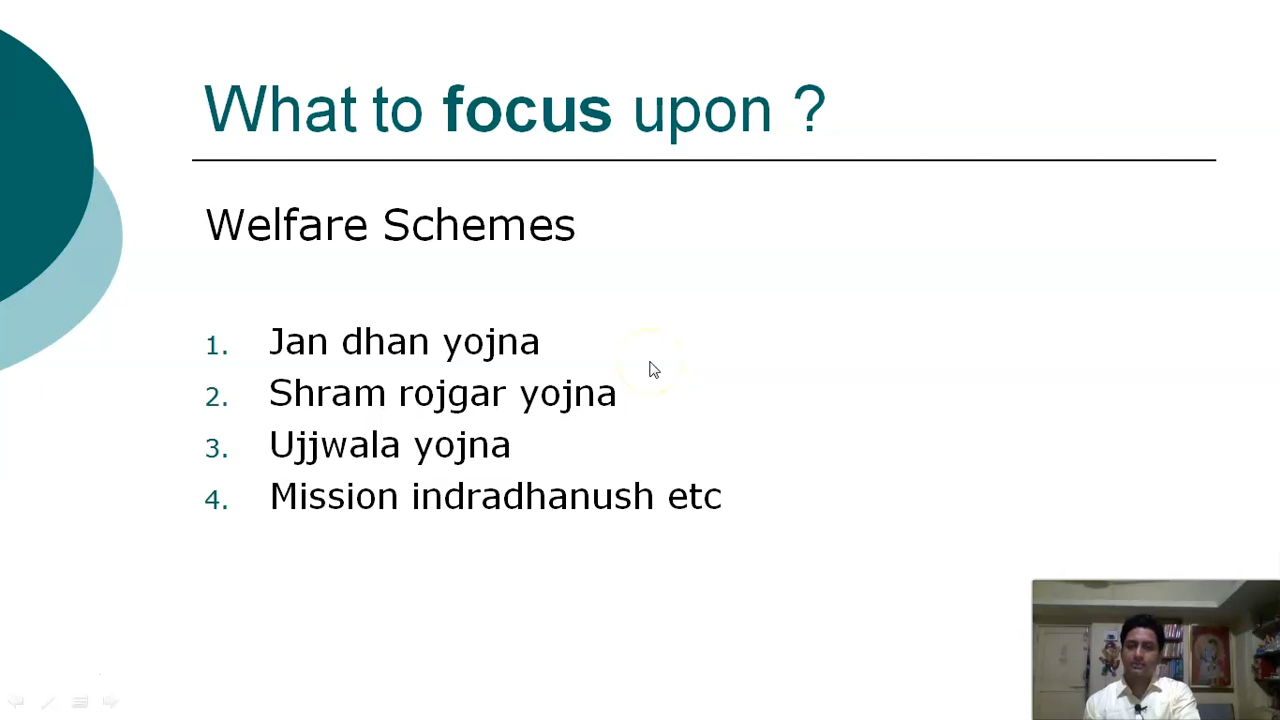 What to focus upon ?
Welfare Schemes
1. Jan dhan yojna
2. Shram rojgar yojna
3. Ujjwala yojna
4. Mission indradhanush etc